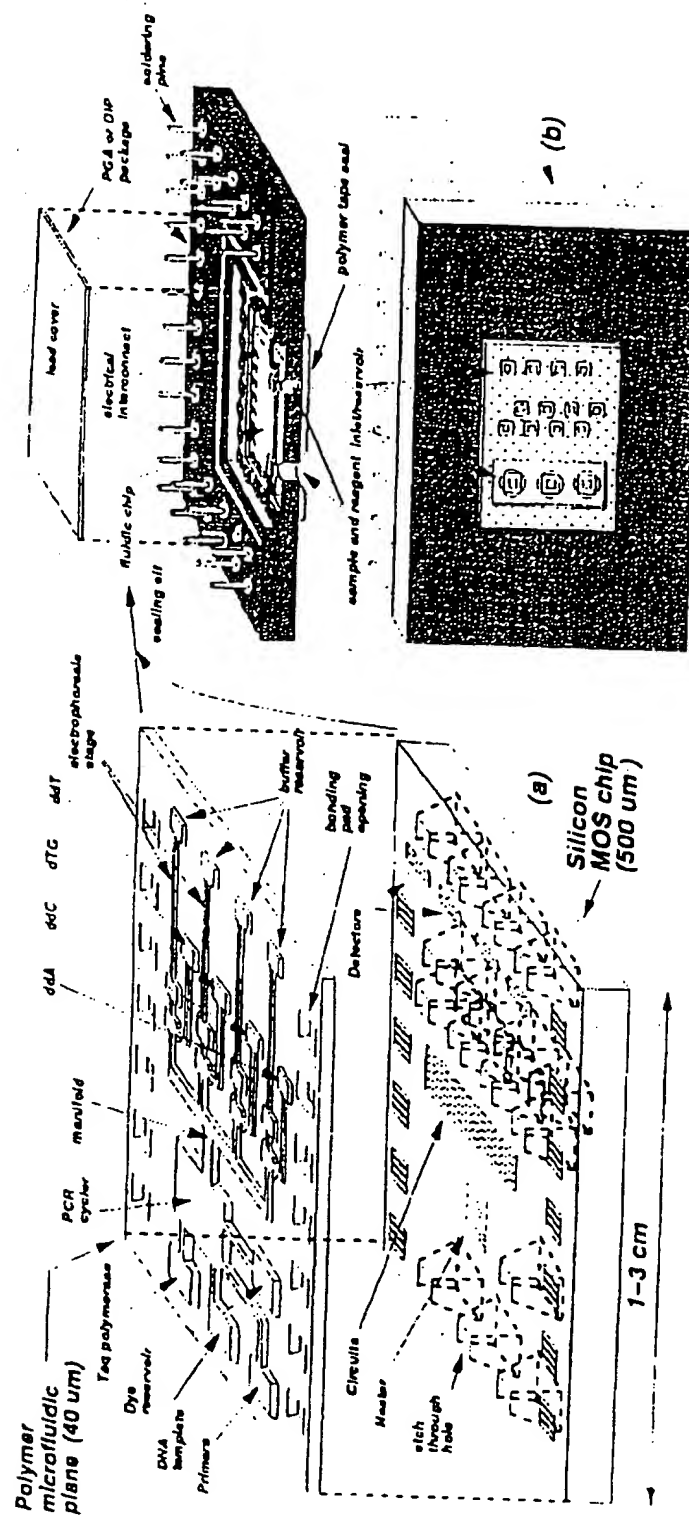 Polymer
microfluidic
plane (40 um)
Taq polymerase
Dye
reservoir
DNA
template
Primers
PCR
cycler
manifold
ddA
ddC
dTG
ddT
electrophoresis
stage
buffer
reservoir
bonding
pad
opening
Detectors
Circuits
Heater
etch
through
hole
1-3 cm
(a)
Silicon
MOS chip
(500 um)
sealing oil
fluidic chip
electrical
interconnect
lead cover
PGA or DIP
package
soldering
pins
polymer tape seal
sample and reagent inlet/reservoir
(b)